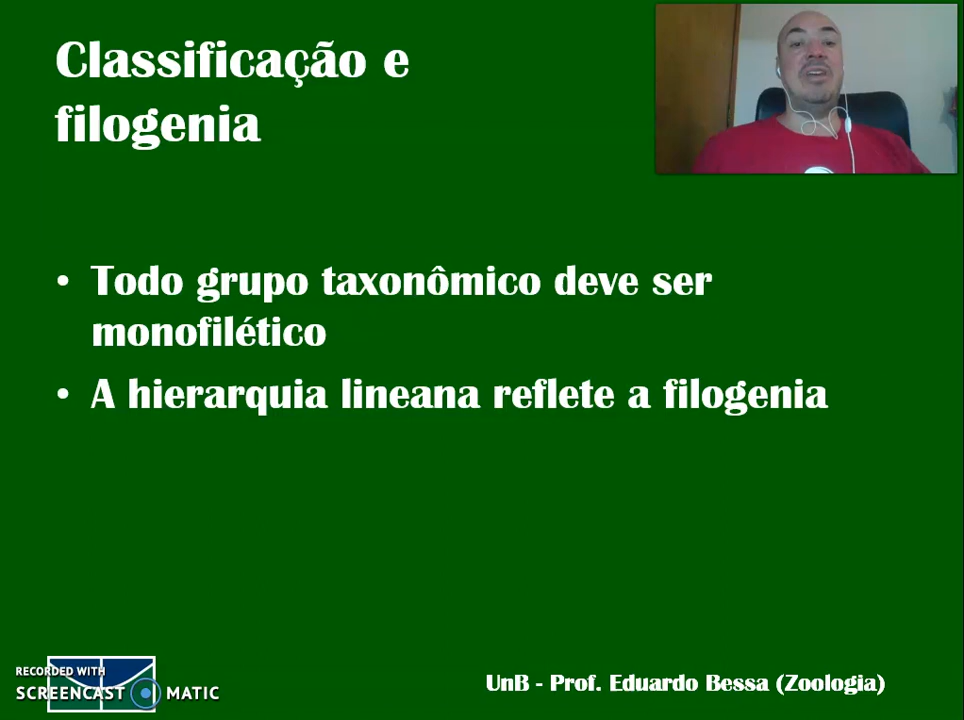 Classificação e
filogenia
• Todo grupo taxonômico deve ser
monofilético
• A hierarquia lineana reflete a filogenia
RECORDED WITH
SCREENCAST MATIC
UnB - Prof. Eduardo Bessa (Zoologia)